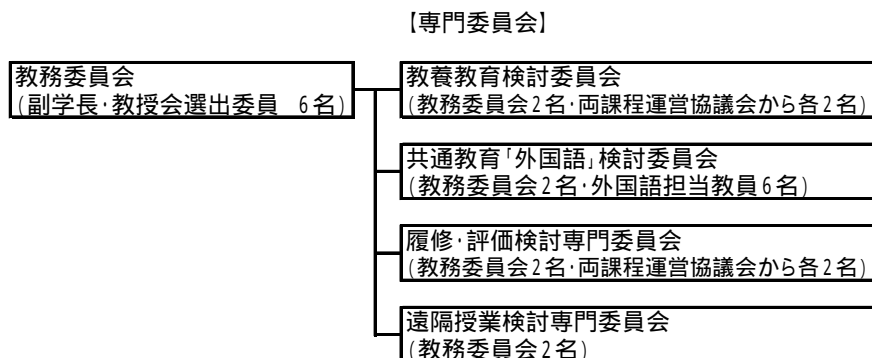 【専門委員会】
教務委員会
(副学長・教授会選出委員　6名)
教養教育検討委員会
(教務委員会2名・両課程運営協議会から各2名)
共通教育「外国語」検討委員会
(教務委員会2名・外国語担当教員6名)
履修・評価検討専門委員会
(教務委員会2名・両課程運営協議会から各2名)
遠隔授業検討専門委員会
(教務委員会2名)